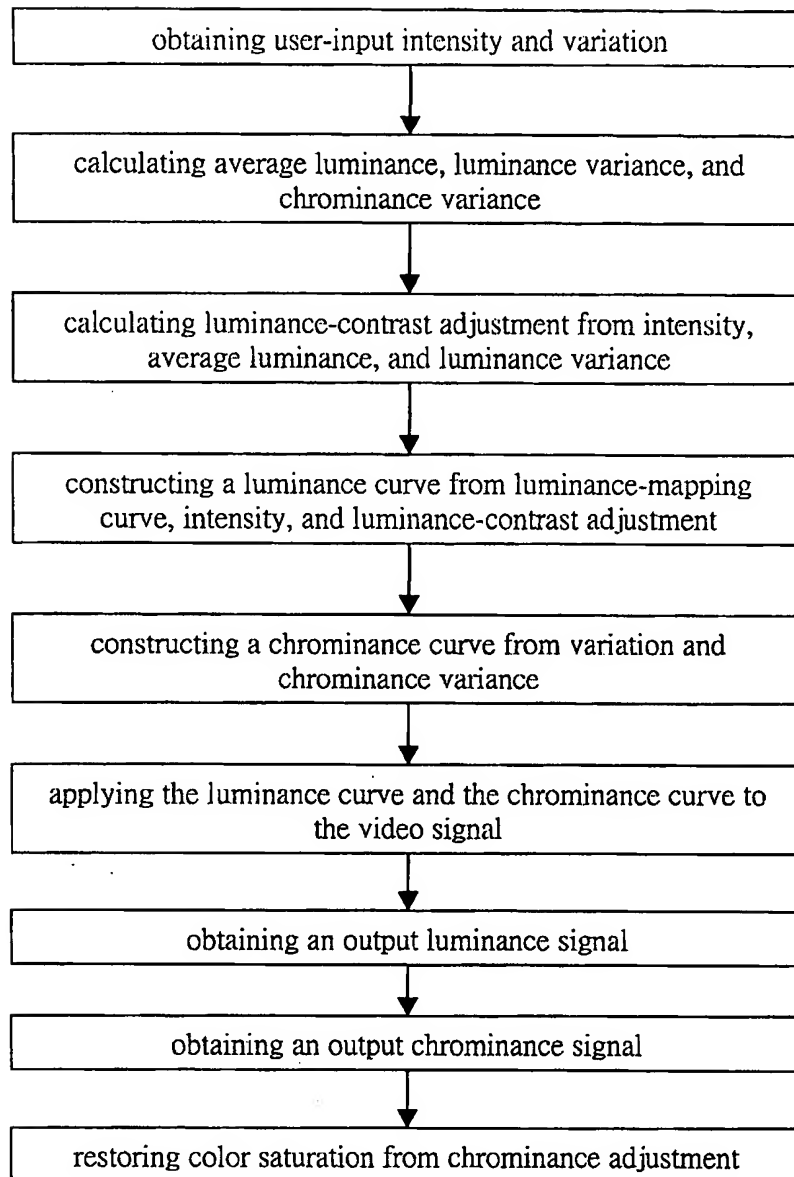 obtaining user-input intensity and variation
calculating average luminance, luminance variance, and
chrominance variance
calculating luminance-contrast adjustment from intensity,
average luminance, and luminance variance
constructing a luminance curve from luminance-mapping
curve, intensity, and luminance-contrast adjustment
constructing a chrominance curve from variation and
chrominance variance
applying the luminance curve and the chrominance curve to
the video signal
obtaining an output luminance signal
obtaining an output chrominance signal
restoring color saturation from chrominance adjustment